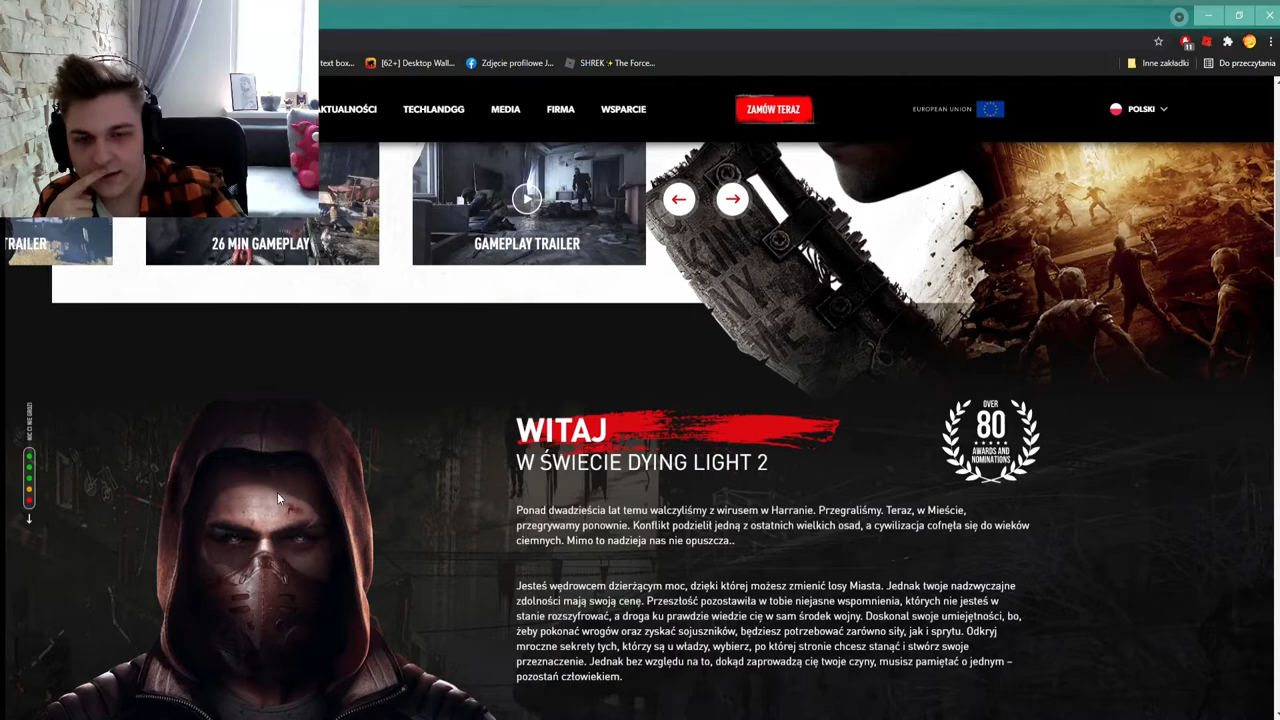 text box...
[62+] Desktop Wall...
Zdjęcie profilowe J...
SHREK ✨ The Force...
Inne zakładki
Do przeczytania
11
AKTUALNOŚCI
TECHLANDGG
MEDIA
FIRMA
WSPARCIE
ZAMÓW TERAZ
EUROPEAN UNION
POLSKI
TRAILER
26 MIN GAMEPLAY
GAMEPLAY TRAILER
WITAJ
W ŚWIECIE DYING LIGHT 2
OVER
80
AWARDS AND
NOMINATIONS
Ponad dwadzieścia lat temu walczyliśmy z wirusem w Harranie. Przegraliśmy. Teraz, w Mieście,
przegrywamy ponownie. Konflikt podzielił jedną z ostatnich wielkich osad, a cywilizacja cofnęła się do wieków
ciemnych. Mimo to nadzieja nas nie opuszcza..
Jesteś wędrowcem dzierżącym moc, dzięki której możesz zmienić losy Miasta. Jednak twoje nadzwyczajne
zdolności mają swoją cenę. Przeszłość pozostawiła w tobie niejasne wspomnienia, których nie jesteś w
stanie rozszyfrować, a droga ku prawdzie wiedzie cię w sam środek wojny. Doskonal swoje umiejętności, bo,
żeby pokonać wrogów oraz zyskać sojuszników, będziesz potrzebować zarówno siły, jak i sprytu. Odkryj
mroczne sekrety tych, którzy są u władzy, wybierz, po której stronie chcesz stanąć i stwórz swoje
przeznaczenie. Jednak bez względu na to, dokąd zaprowadzą cię twoje czyny, musisz pamiętać o jednym –
pozostań człowiekiem.